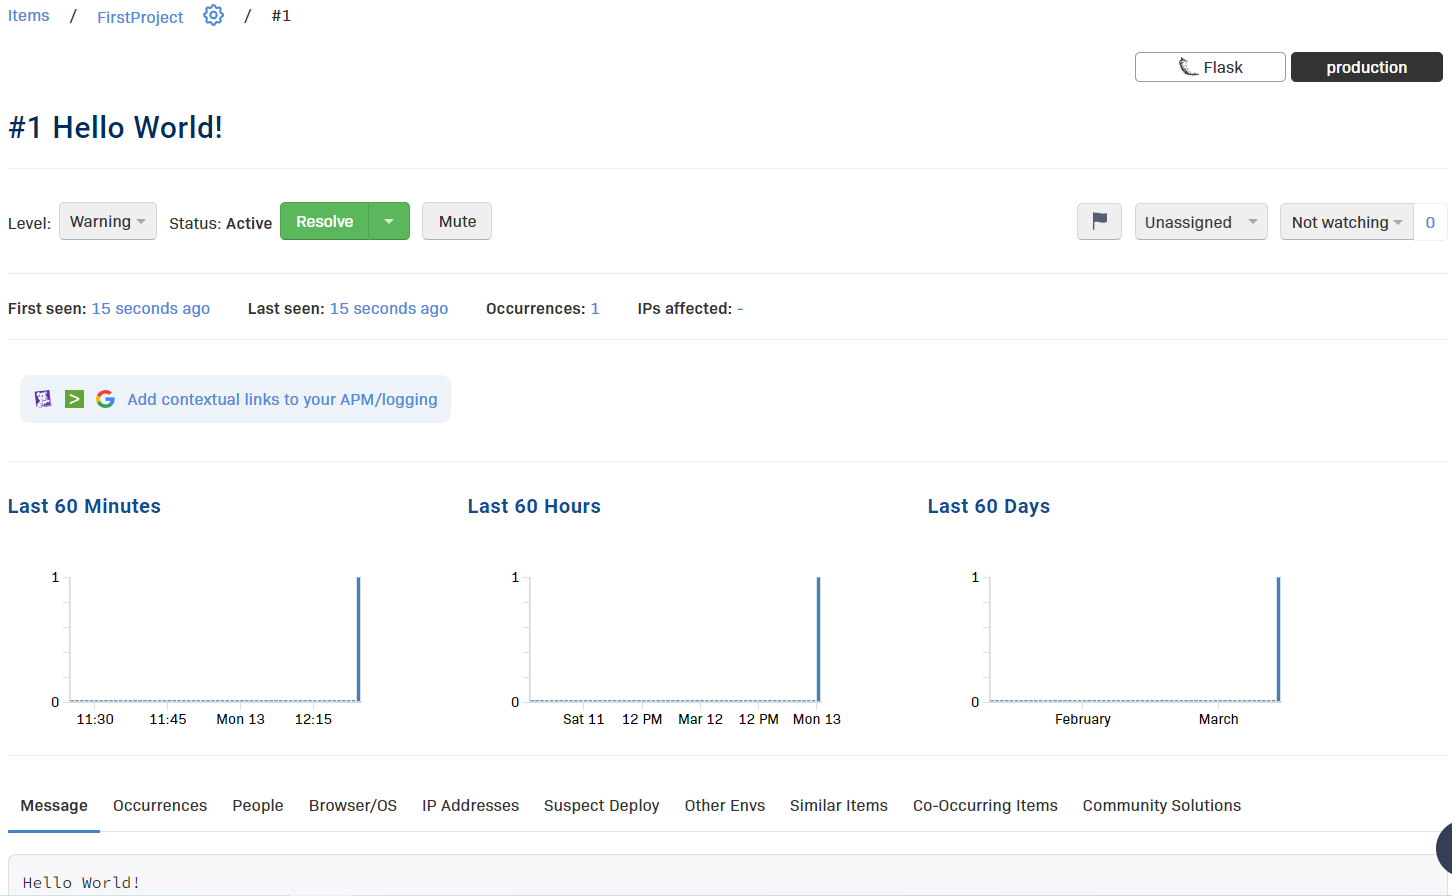 Items / FirstProject / #1
Flask production
#1 Hello World!
Level: Warning Status: Active Resolve Mute Unassigned Not watching 0
First seen: 15 seconds ago Last seen: 15 seconds ago Occurrences: 1 IPs affected: -
> G Add contextual links to your APM/logging
Last 60 Minutes Last 60 Hours Last 60 Days
1 1 1
0 0 0
11:30 11:45 Mon 13 12:15 Sat 11 12 PM Mar 12 12 PM Mon 13 February March
Message Occurrences People Browser/OS IP Addresses Suspect Deploy Other Envs Similar Items Co-Occurring Items Community Solutions
Hello World!